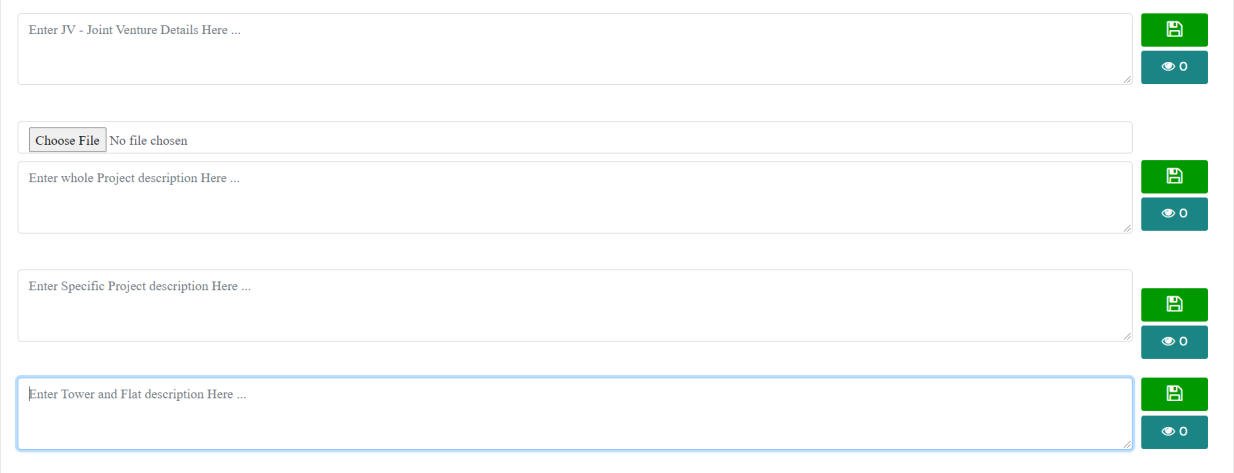 Enter JV - Joint Venture Details Here ...
0
Choose File No file chosen
Enter whole Project description Here ...
0
Enter Specific Project description Here ...
0
Enter Tower and Flat description Here ...
0